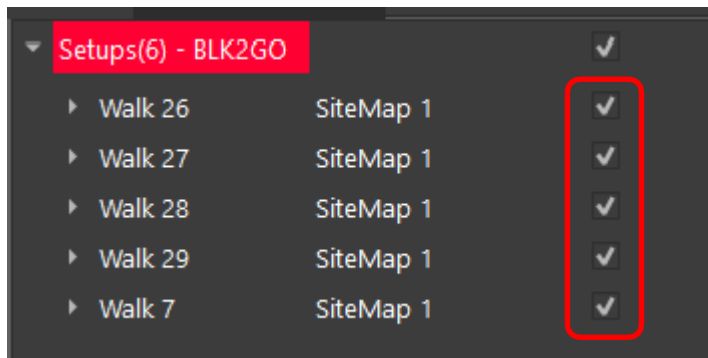 Setups(6) - BLK2GO
Walk 26 SiteMap 1
Walk 27 SiteMap 1
Walk 28 SiteMap 1
Walk 29 SiteMap 1
Walk 7 SiteMap 1